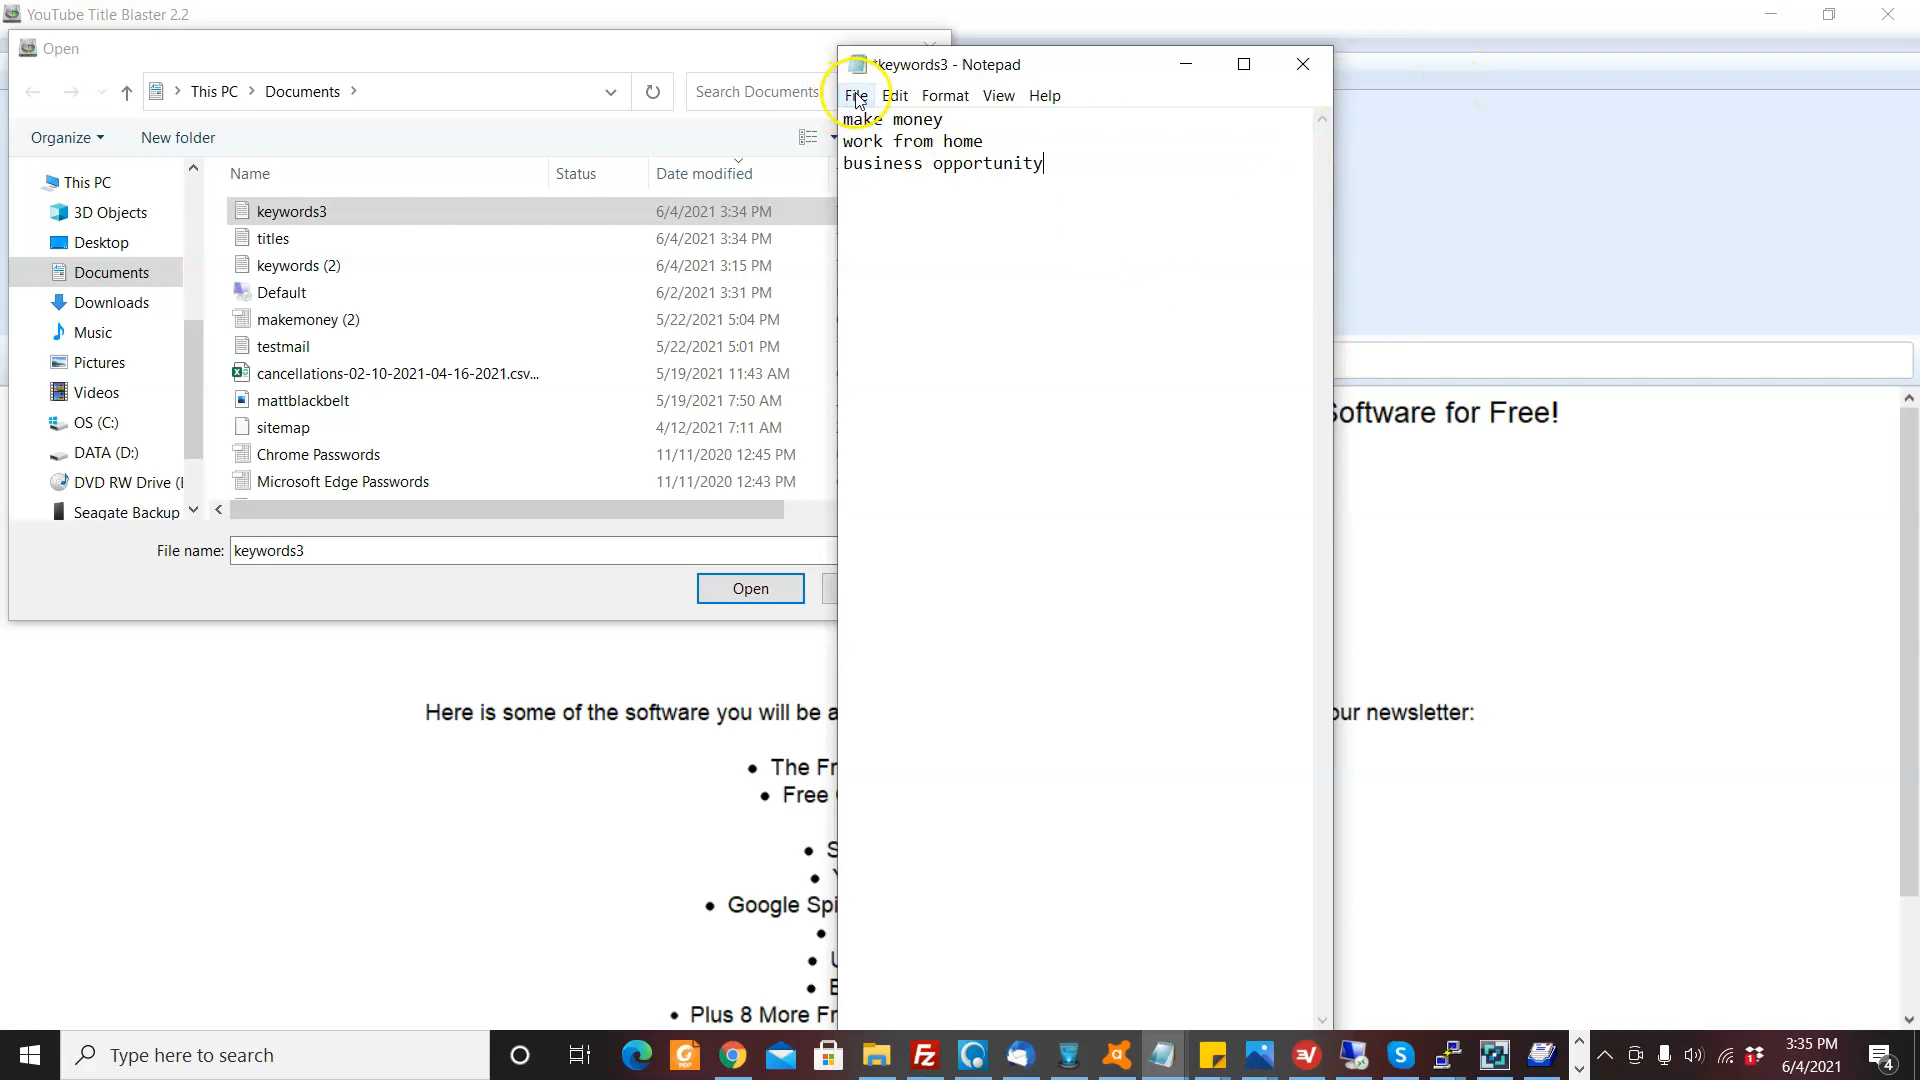 YouTube Title Blaster 2.2
Open
This PC
Documents
Search Documents
Organize
New folder
This PC
3D Objects
Desktop
Documents
Downloads
Music
Pictures
Videos
OS (C:)
DATA (D:)
DVD RW Drive (
Seagate Backup
Name
Status
Date modified
keywords3
6/4/2021 3:34 PM
titles
6/4/2021 3:34 PM
keywords (2)
6/4/2021 3:15 PM
Default
6/2/2021 3:31 PM
makemoney (2)
5/22/2021 5:04 PM
testmail
5/22/2021 5:01 PM
cancellations-02-10-2021-04-16-2021.csv...
5/19/2021 11:43 AM
mattblackbelt
5/19/2021 7:50 AM
sitemap
4/12/2021 7:11 AM
Chrome Passwords
11/11/2020 12:45 PM
Microsoft Edge Passwords
11/11/2020 12:43 PM
File name:
keywords3
Open
*keywords3 - Notepad
File Edit Format View Help
make money
work from home
business opportunity
Software for Free!
Here is some of the software you will be a
our newsletter:
The Fr
Free
Google Spi
Plus 8 More Fr
Type here to search
3:35 PM
6/4/2021
4